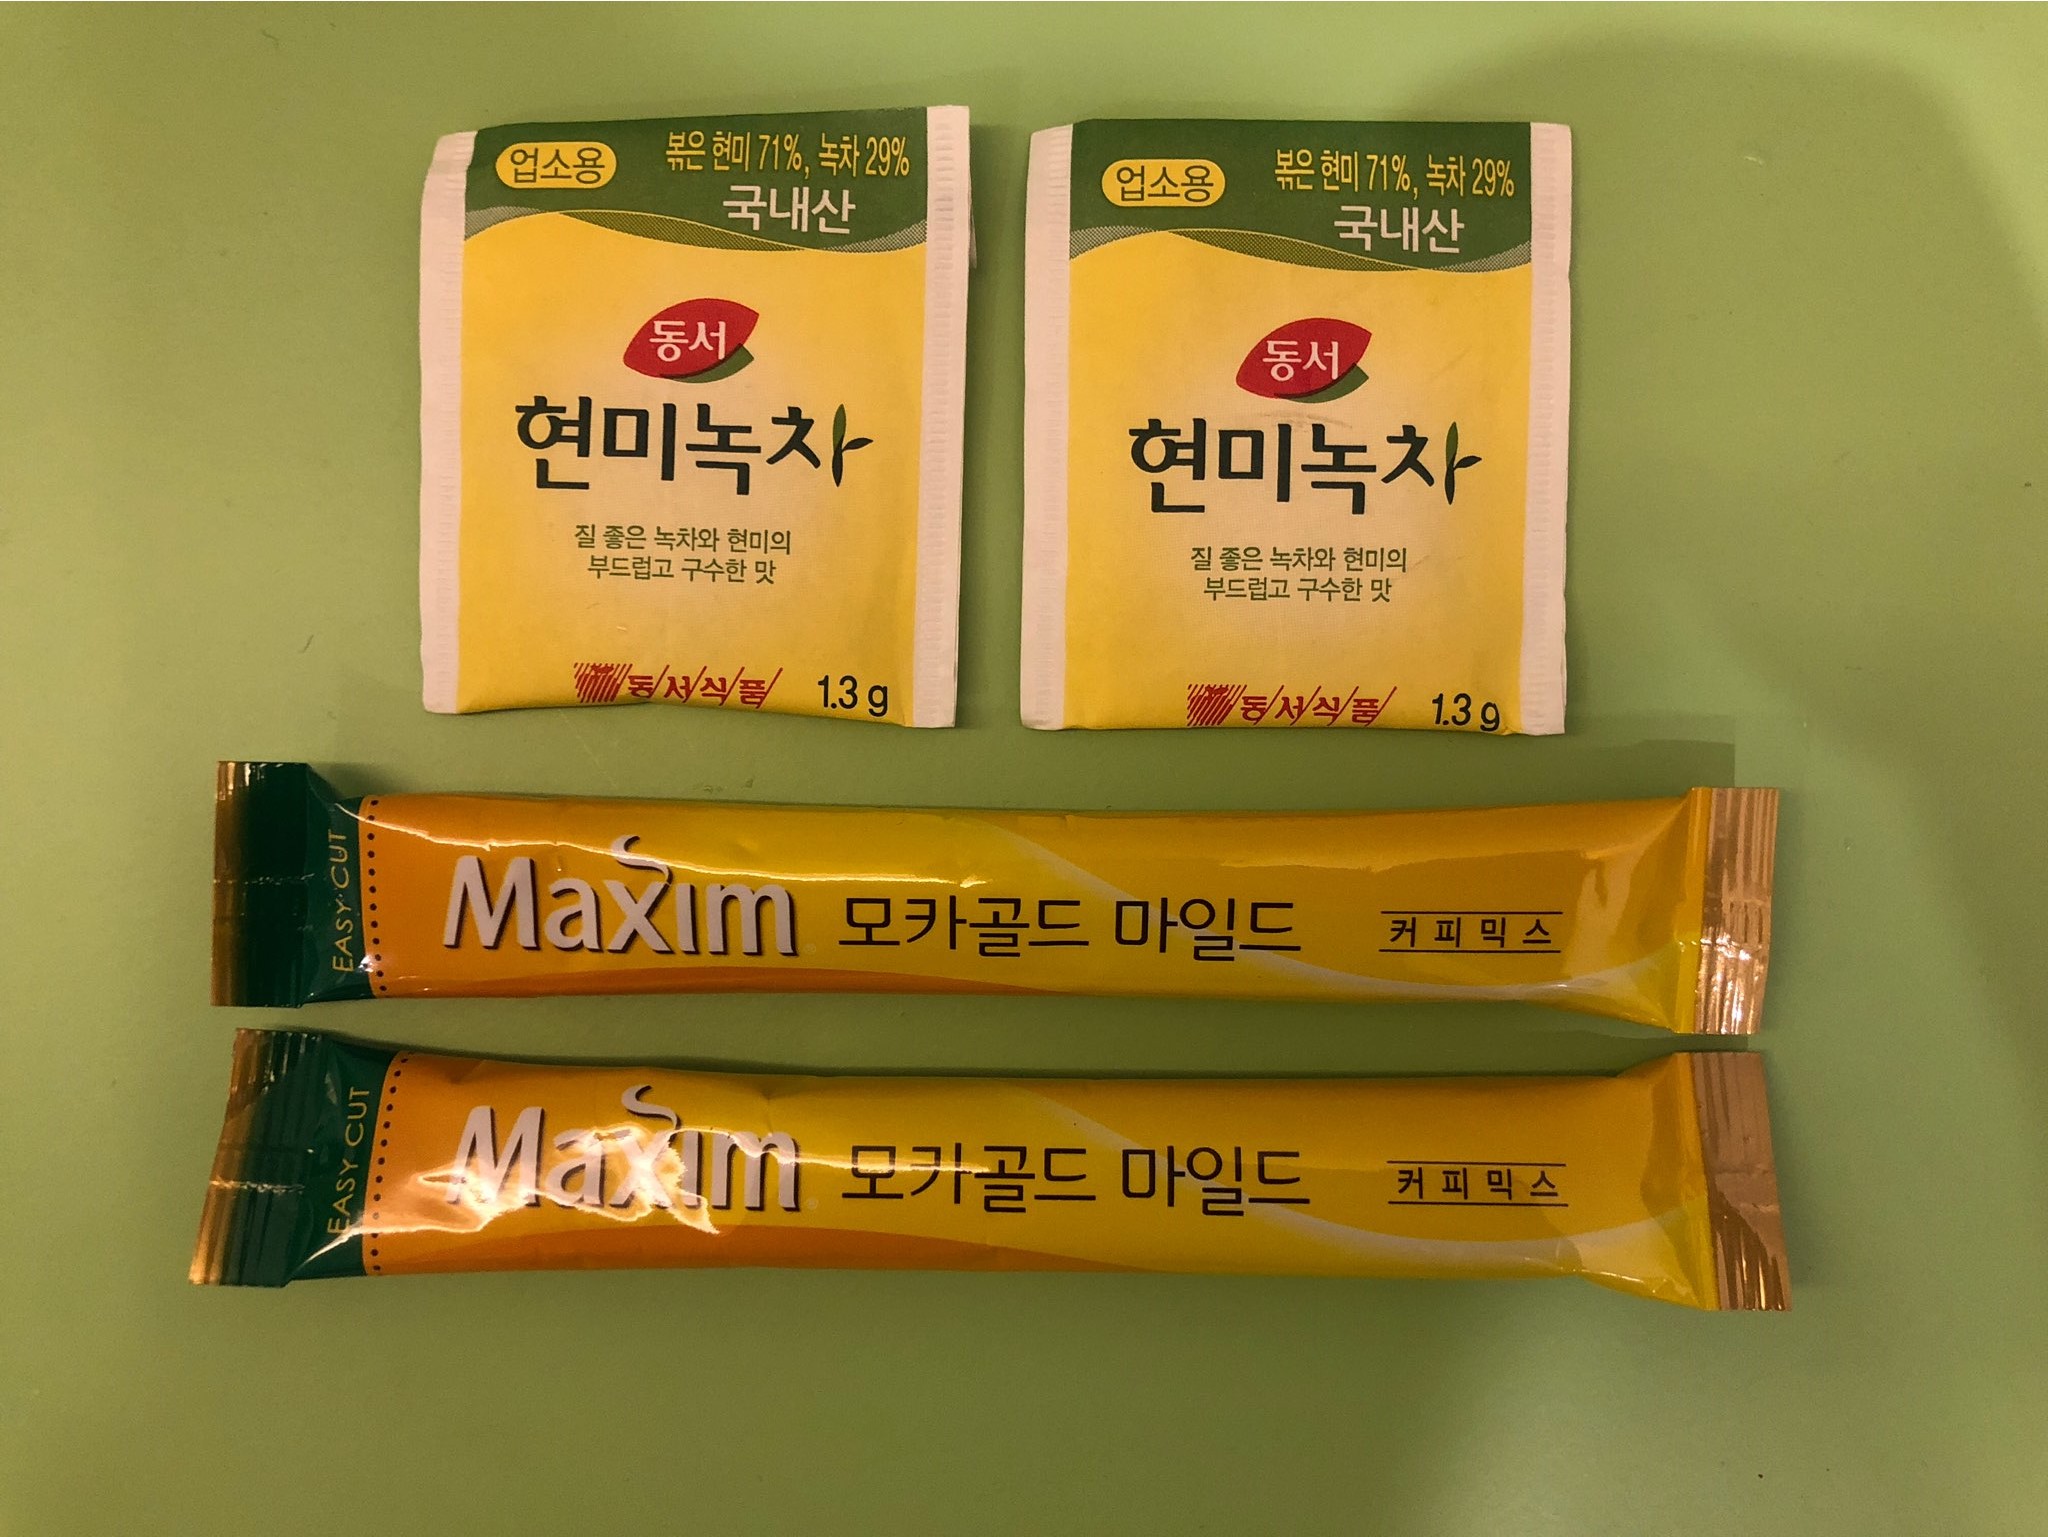 업소용
볶은 현미 71%, 녹차 29%
국내산
동서
현미녹차
질 좋은 녹차와 현미의
부드럽고 구수한 맛
동서식품 1.3 g
업소용
볶은 현미 71%, 녹차 29%
국내산
동서
현미녹차
질 좋은 녹차와 현미의
부드럽고 구수한 맛
동서식품 1.3 g
EASY CUT
Maxim 모카골드 마일드 커피믹스
EASY CUT
Maxim 모카골드 마일드 커피믹스